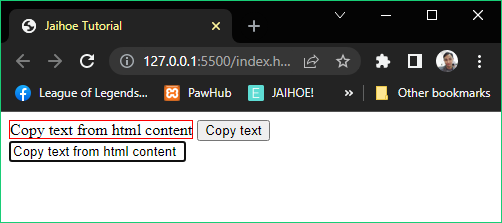 Jaihoe Tutorial
127.0.0.1:5500/index.h...
League of Legends... PawHub E JAIHOE! » Other bookmarks
Copy text from html content Copy text
Copy text from html content